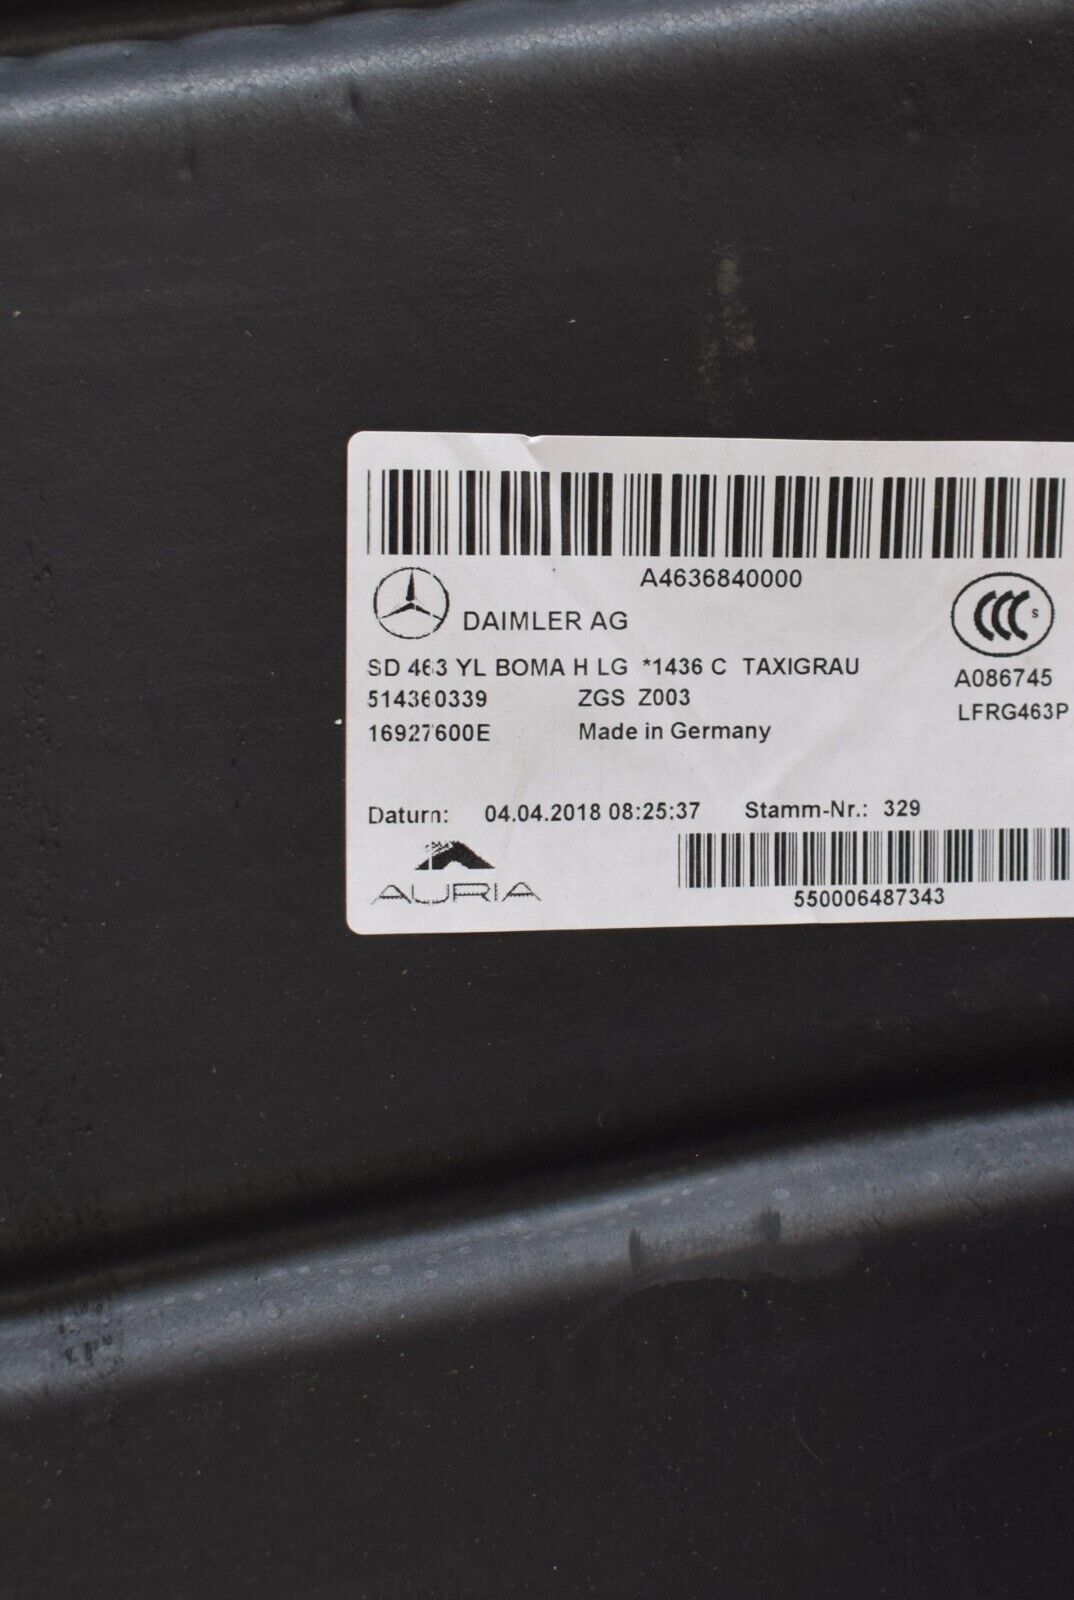 A4636840000
DAIMLER AG
SD 463 YL BOMA H LG *1436 C TAXIGRAU
514360339 ZGS Z003
16927600E Made in Germany
CCC S
A086745
LFRG463P
Datum: 04.04.2018 08:25:37 Stamm-Nr.: 329
AURIA
550006487343